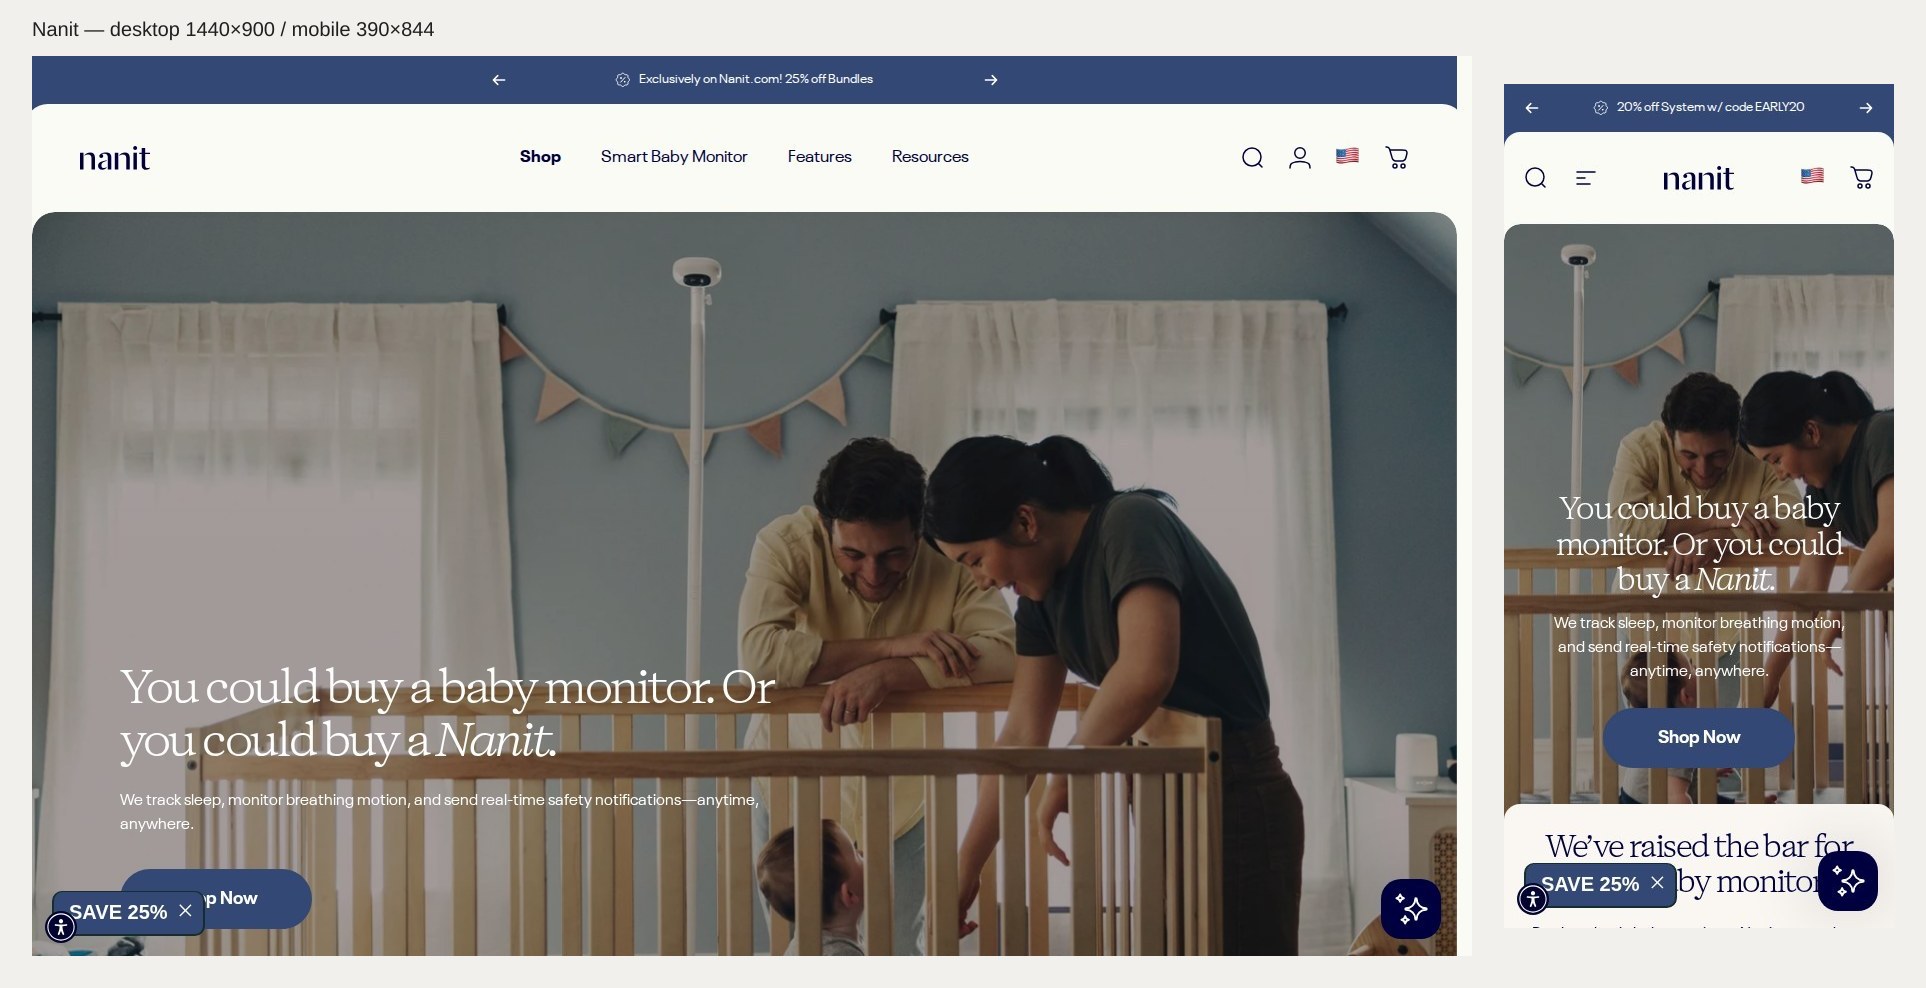 Nanit — desktop 1440×900 / mobile 390×844
Exclusively on Nanit.com! 25% off Bundles
nanit
Shop
Smart Baby Monitor
Features
Resources
You could buy a baby monitor. Or
you could buy a Nanit.
We track sleep, monitor breathing motion, and send real-time safety notifications—anytime,
anywhere.
op Now
SAVE 25%
20% off System w/ code EARLY20
nanit
You could buy a baby
monitor. Or you could
buy a Nanit.
We track sleep, monitor breathing motion,
and send real-time safety notifications—
anytime, anywhere.
Shop Now
We’ve raised the bar for
by monitor
SAVE 25%